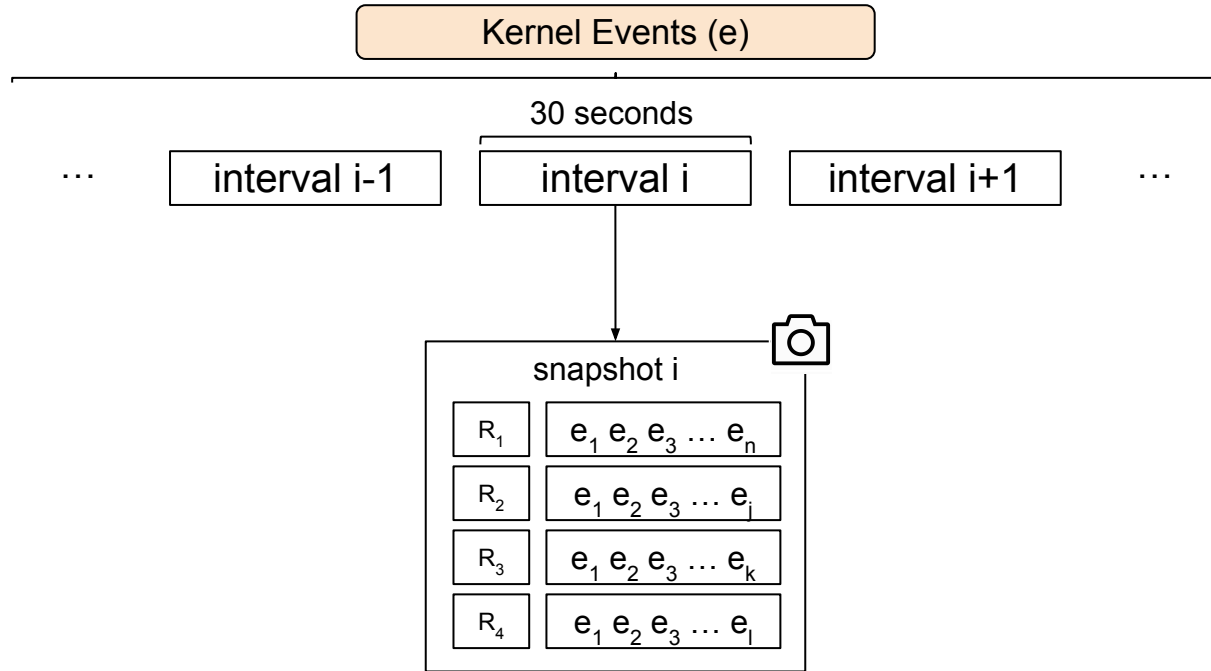 Kernel Events (e)
30 seconds
… interval i-1 interval i interval i+1 …
snapshot i
R₁ e₁ e₂ e₃ … eₙ
R₂ e₁ e₂ e₃ … eⱼ
R₃ e₁ e₂ e₃ … eₖ
R₄ e₁ e₂ e₃ … eₗ